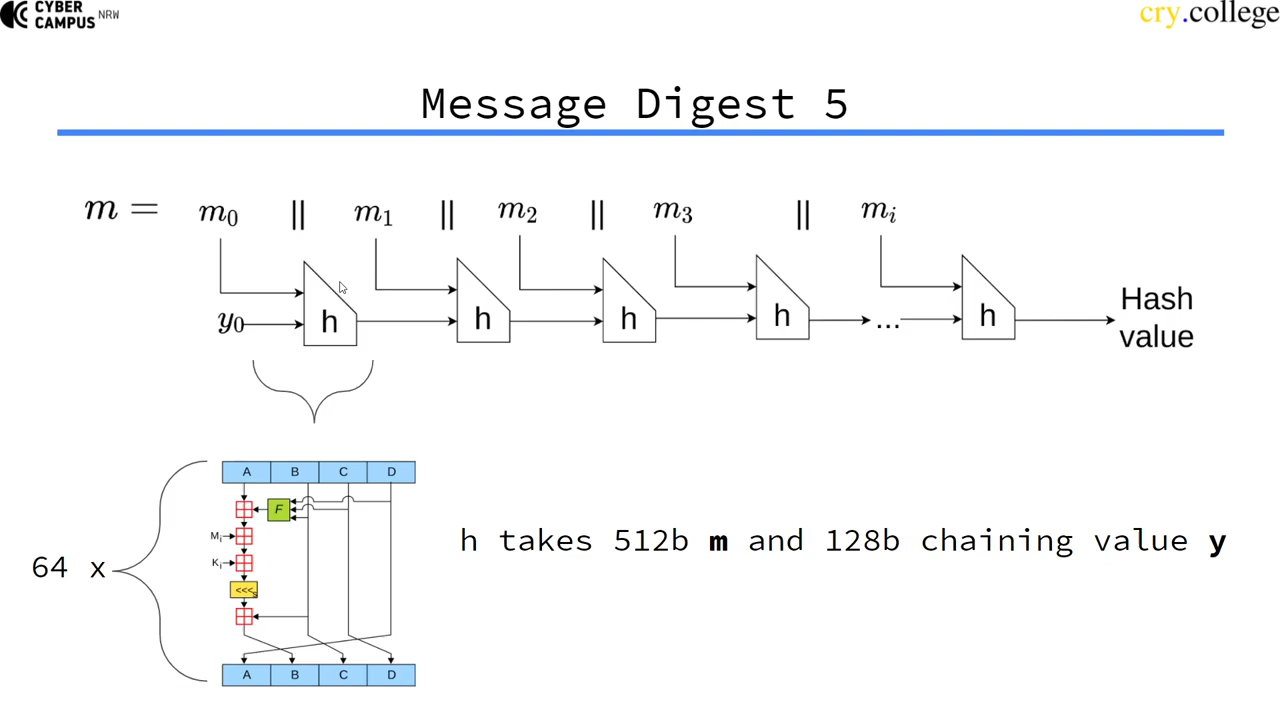 CYBER
CAMPUS NRW
cry.college
Message Digest 5
m = m₀ || m₁ || m₂ || m₃ || mᵢ
y₀ h h h h ... h
Hash
value
A B C D
F
Mᵢ
Kᵢ
<<<s
A B C D
64 x
h takes 512b m and 128b chaining value y